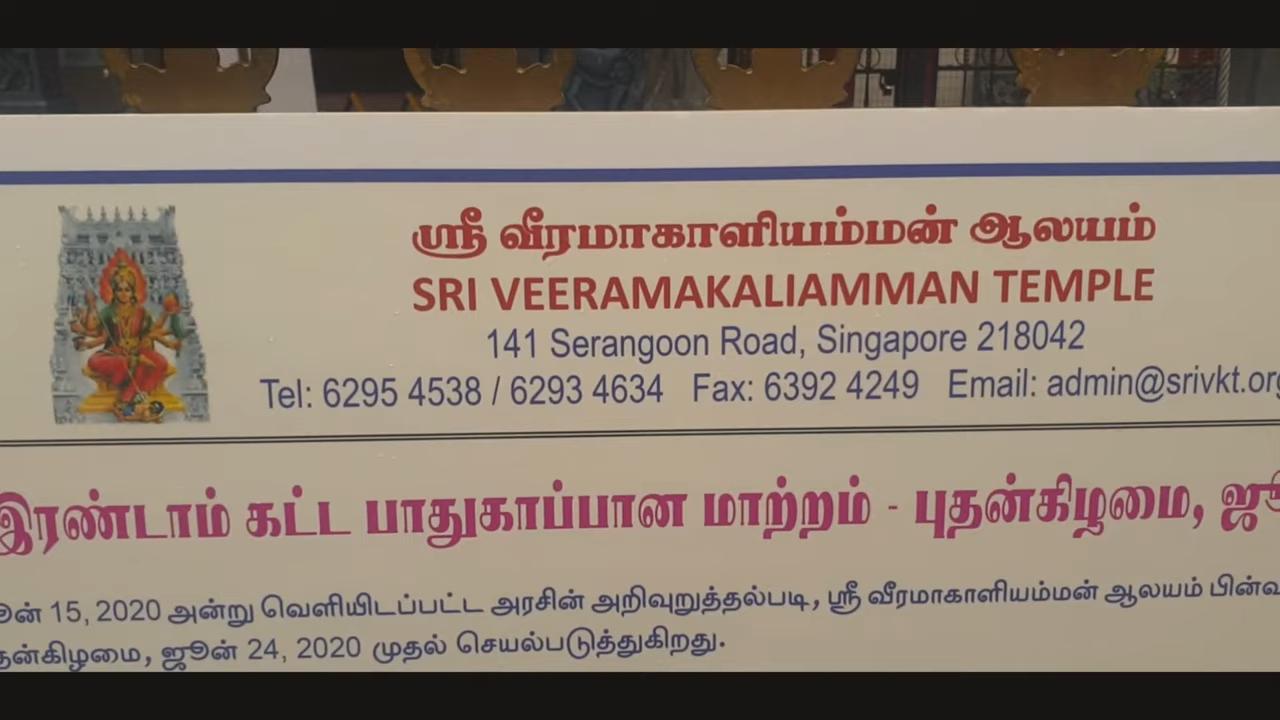 ஸ்ரீ வீரமாகாளியம்மன் ஆலயம்
SRI VEERAMAKALIAMMAN TEMPLE
141 Serangoon Road, Singapore 218042
Tel: 6295 4538 / 6293 4634 Fax: 6392 4249 Email: admin@srivkt.org
இரண்டாம் கட்ட பாதுகாப்பான மாற்றம் - புதன்கிழமை,
15, 2020 அன்று வெளியிடப்பட்ட அரசின் அறிவுறுத்தல்படி, ஸ்ரீ வீரமாகாளியம்மன் ஆலயம்
ஜூன் 24, 2020 முதல் செயல்படுத்துகிறது.